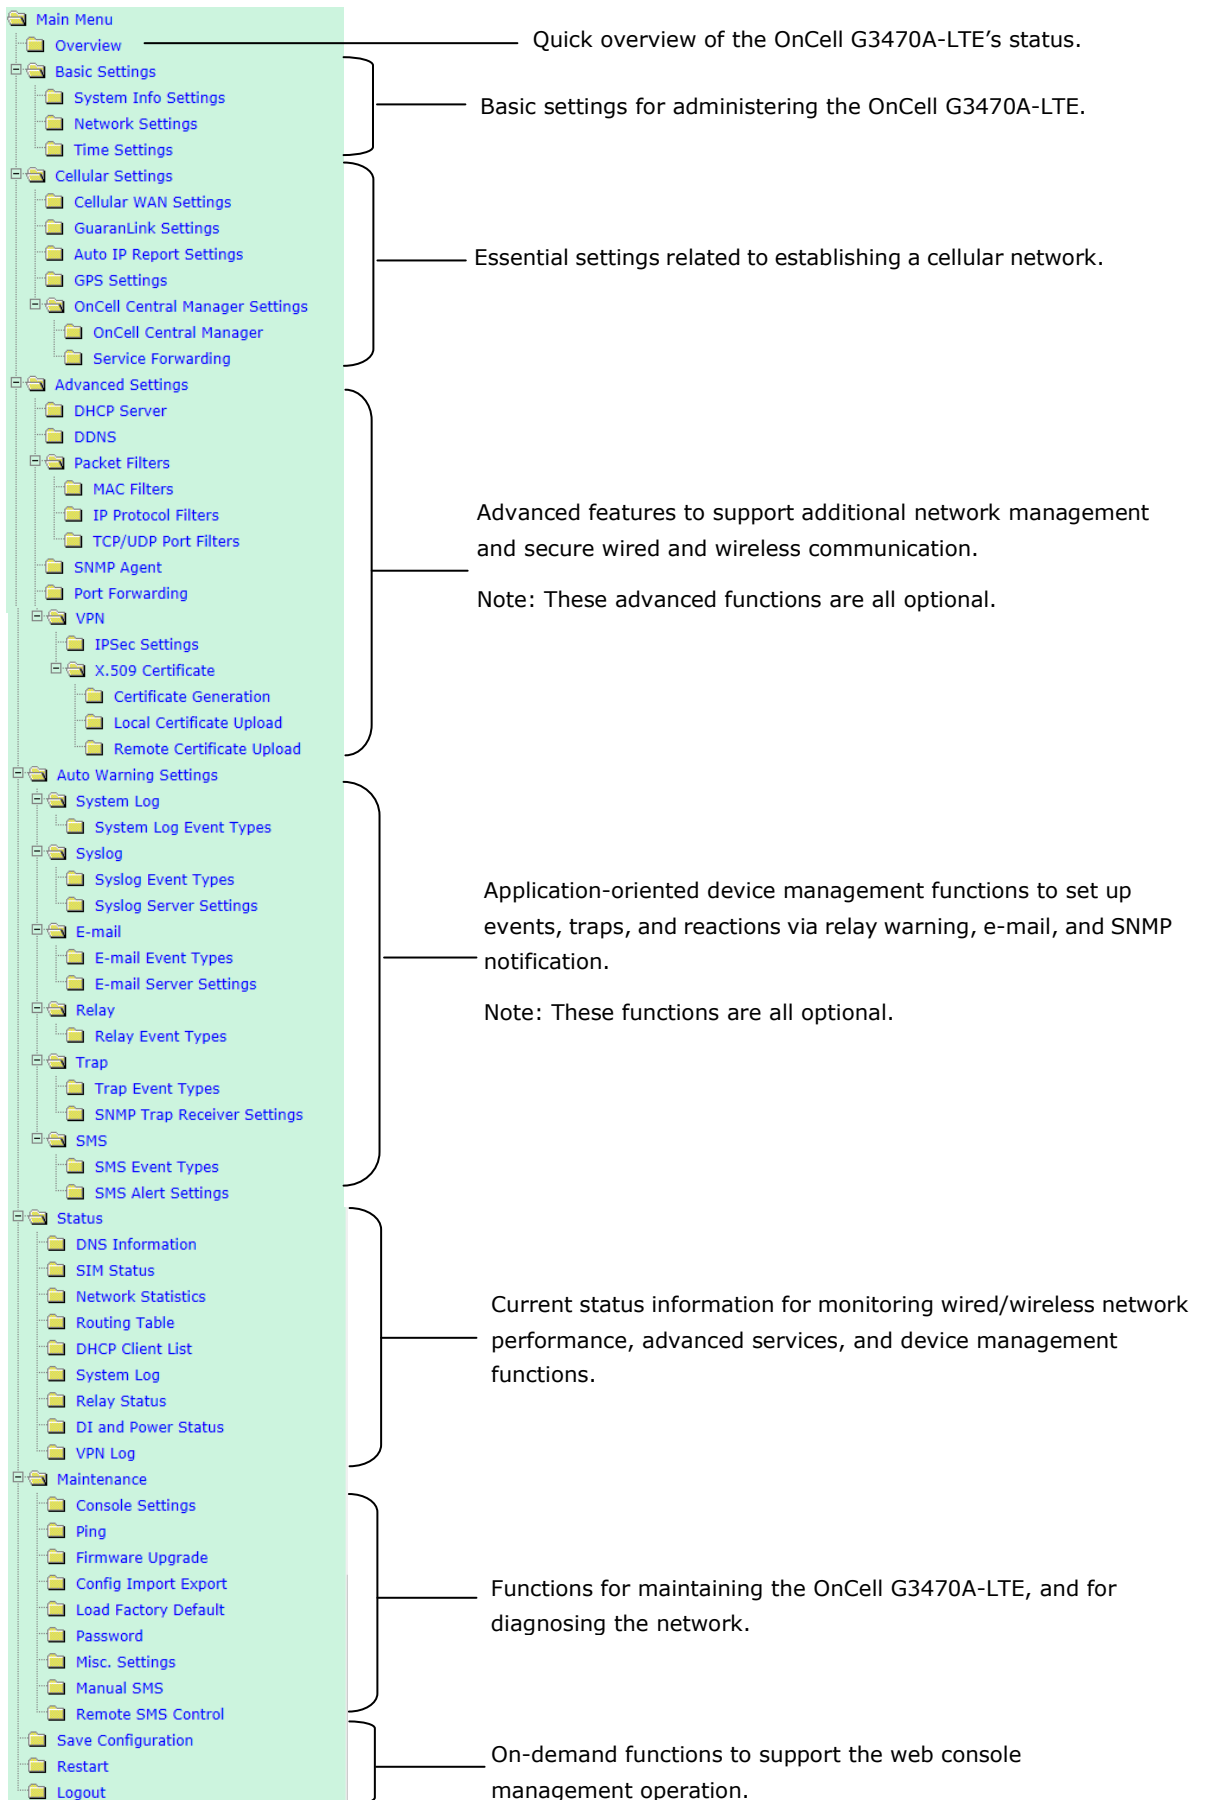 Main Menu
Overview
Quick overview of the OnCell G3470A-LTE’s status.
Basic Settings
System Info Settings
Network Settings
Time Settings
Basic settings for administering the OnCell G3470A-LTE.
Cellular Settings
Cellular WAN Settings
GuaranLink Settings
Auto IP Report Settings
GPS Settings
OnCell Central Manager Settings
OnCell Central Manager
Service Forwarding
Essential settings related to establishing a cellular network.
Advanced Settings
DHCP Server
DDNS
Packet Filters
MAC Filters
IP Protocol Filters
TCP/UDP Port Filters
SNMP Agent
Port Forwarding
VPN
IPSec Settings
X.509 Certificate
Certificate Generation
Local Certificate Upload
Remote Certificate Upload
Advanced features to support additional network management
and secure wired and wireless communication.
Note: These advanced functions are all optional.
Auto Warning Settings
System Log
System Log Event Types
Syslog
Syslog Event Types
Syslog Server Settings
E-mail
E-mail Event Types
E-mail Server Settings
Relay
Relay Event Types
Trap
Trap Event Types
SNMP Trap Receiver Settings
SMS
SMS Event Types
SMS Alert Settings
Application-oriented device management functions to set up
events, traps, and reactions via relay warning, e-mail, and SNMP
notification.
Note: These functions are all optional.
Status
DNS Information
SIM Status
Network Statistics
Routing Table
DHCP Client List
System Log
Relay Status
DI and Power Status
VPN Log
Current status information for monitoring wired/wireless network
performance, advanced services, and device management
functions.
Maintenance
Console Settings
Ping
Firmware Upgrade
Config Import Export
Load Factory Default
Password
Misc. Settings
Manual SMS
Remote SMS Control
Functions for maintaining the OnCell G3470A-LTE, and for
diagnosing the network.
Save Configuration
Restart
Logout
On-demand functions to support the web console
management operation.